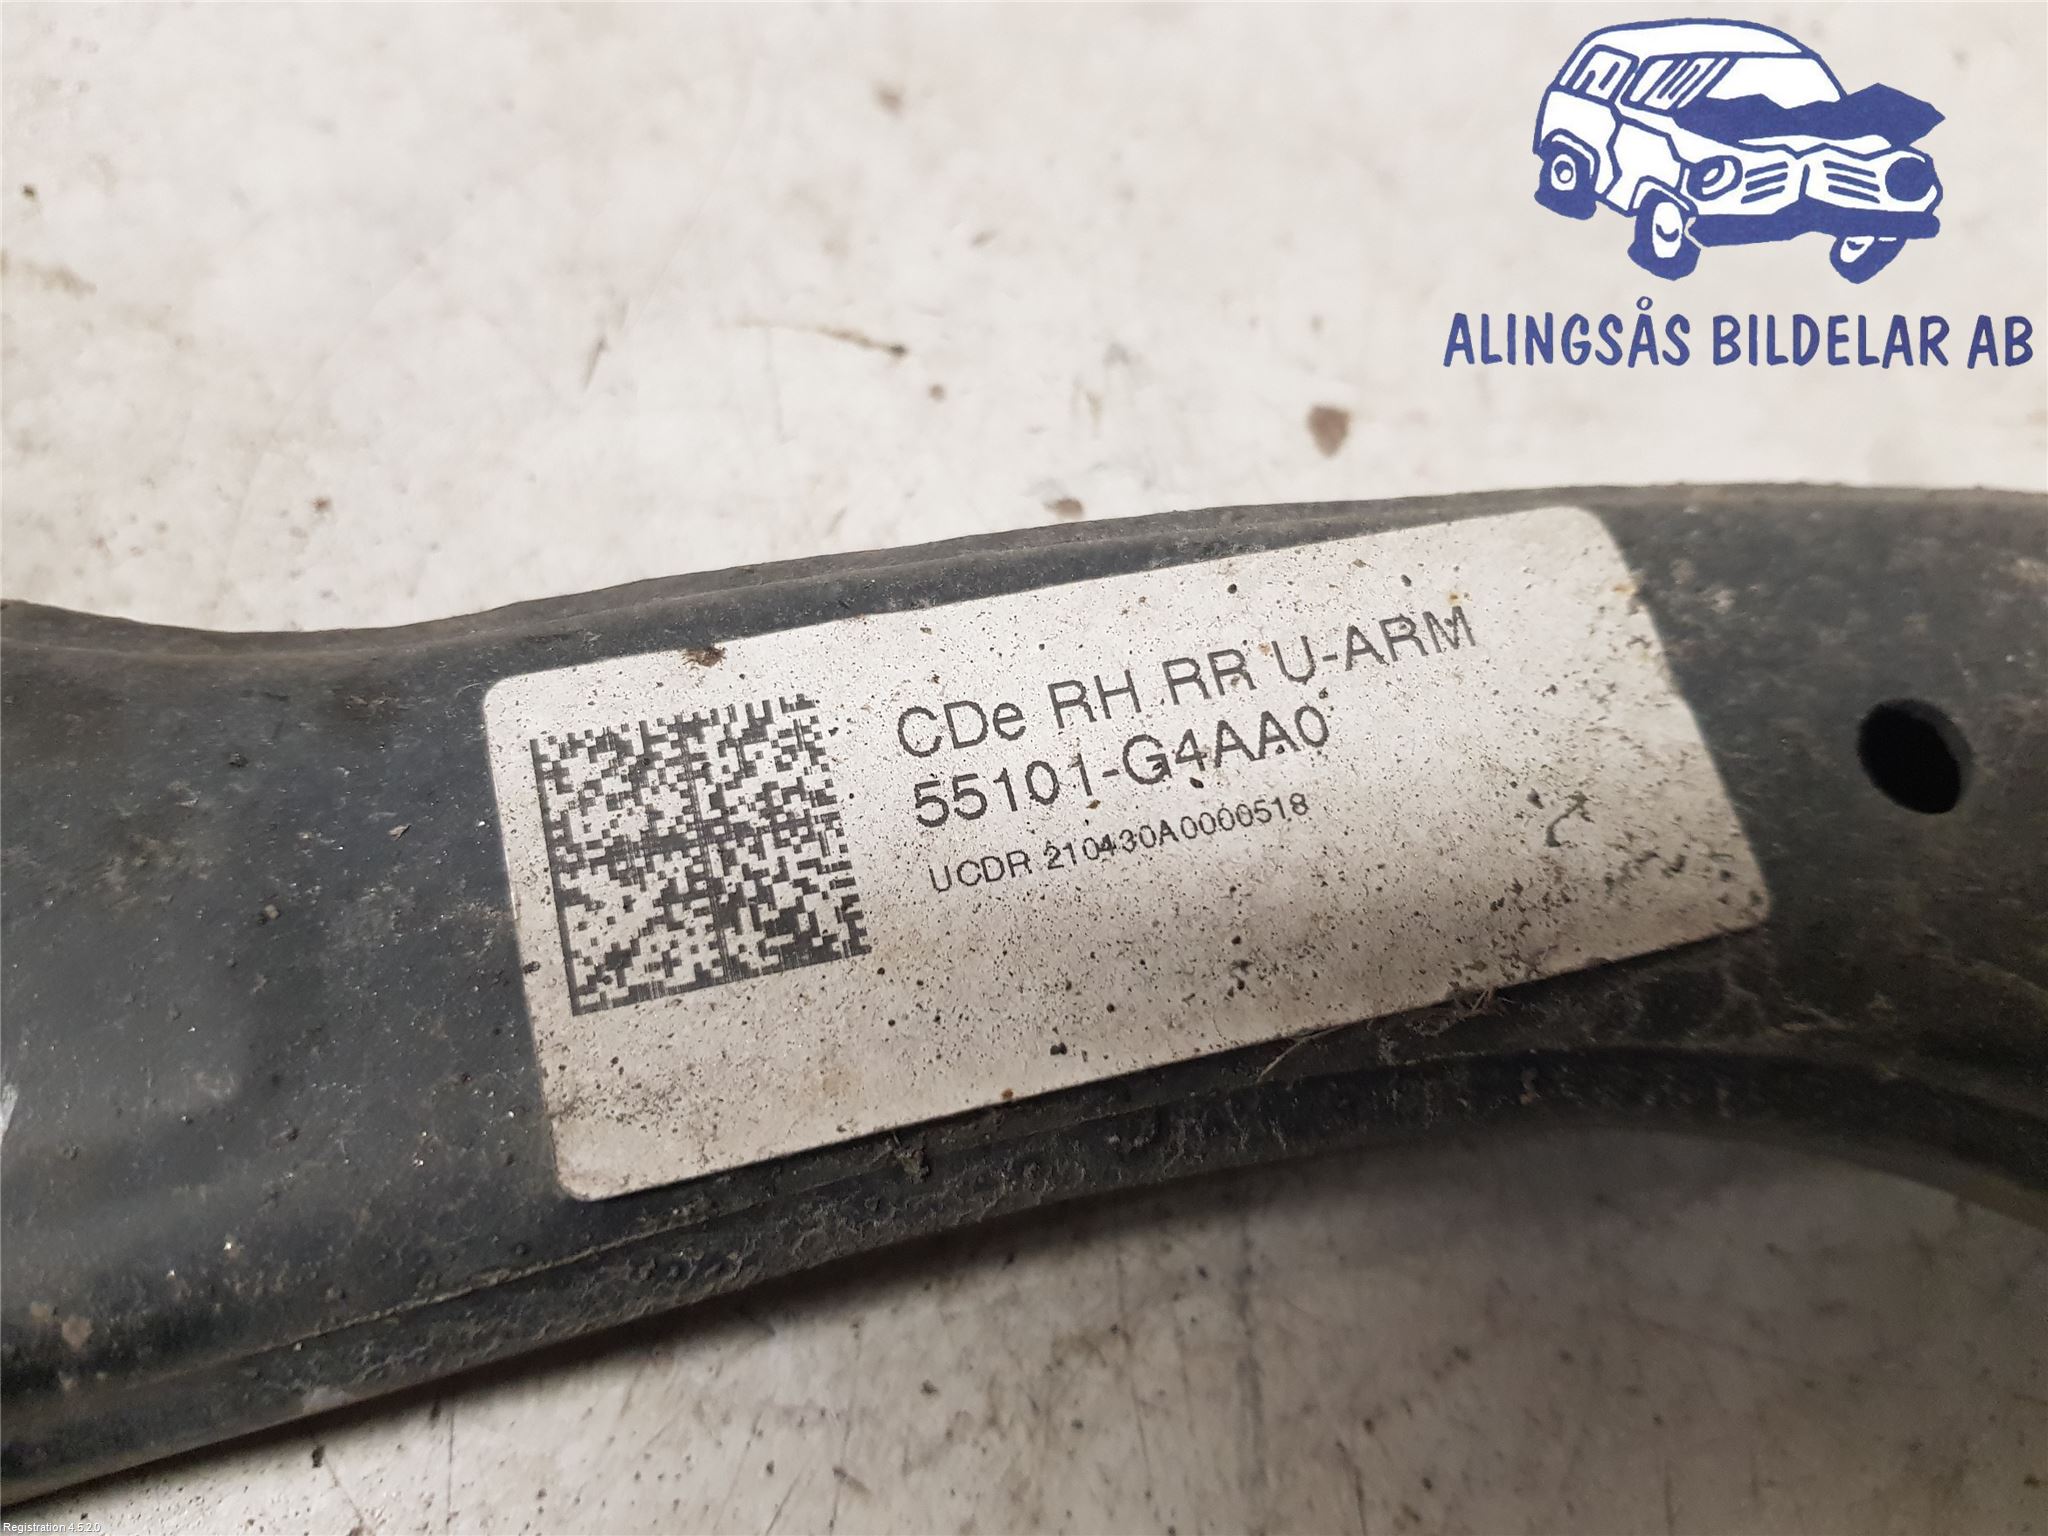 ALINGSÅS BILDELAR AB
CDe RH RR U-ARM
55101-G4AA0
UCDR 210430A0000518
Registration 4.5.2.0